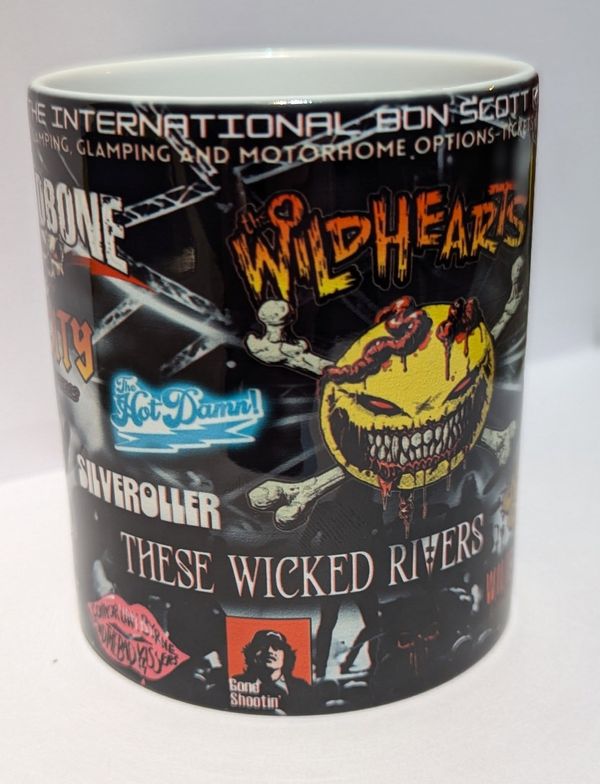 THE INTERNATIONAL BON SCOTT
GLAMPING AND MOTORHOME OPTIONS-TICKETS
BONE
THE WiLDHEARTS
The
Hot Damn!
SILVEROLLER
THESE WICKED RIVERS
Gone
Shootin'